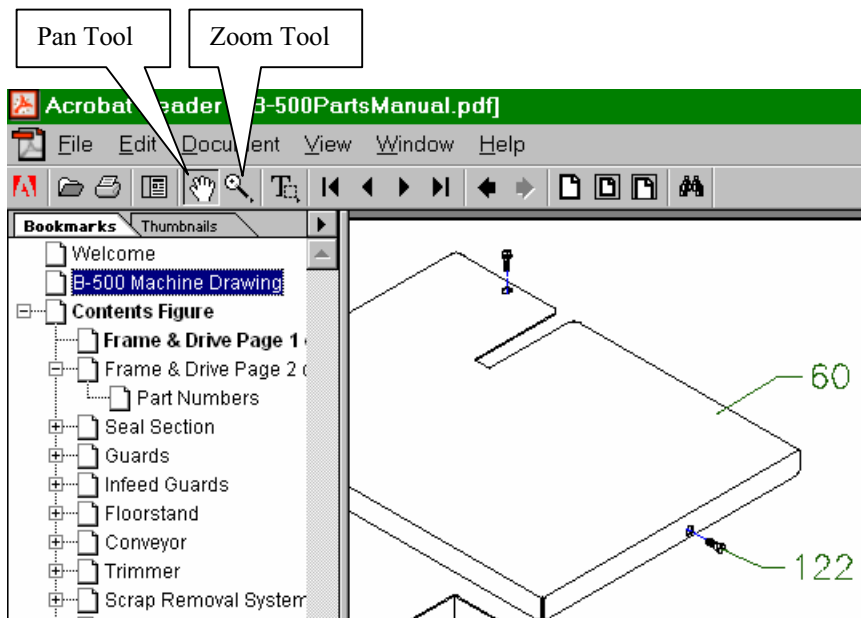 Pan Tool
Zoom Tool
Acrobat Reader - [B-500PartsManual.pdf]
File Edit Document View Window Help
Bookmarks Thumbnails
Welcome
B-500 Machine Drawing
Contents Figure
Frame & Drive Page 1
Frame & Drive Page 2
Part Numbers
Seal Section
Guards
Infeed Guards
Floorstand
Conveyor
Trimmer
Scrap Removal System
60
122